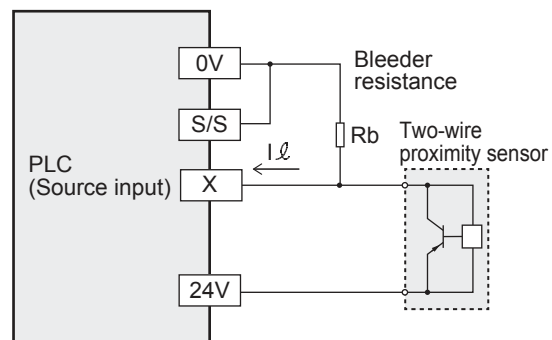 0V
Bleeder
resistance
S/S
Rb
Two-wire
proximity sensor
Iℓ
PLC
(Source input)
X
24V